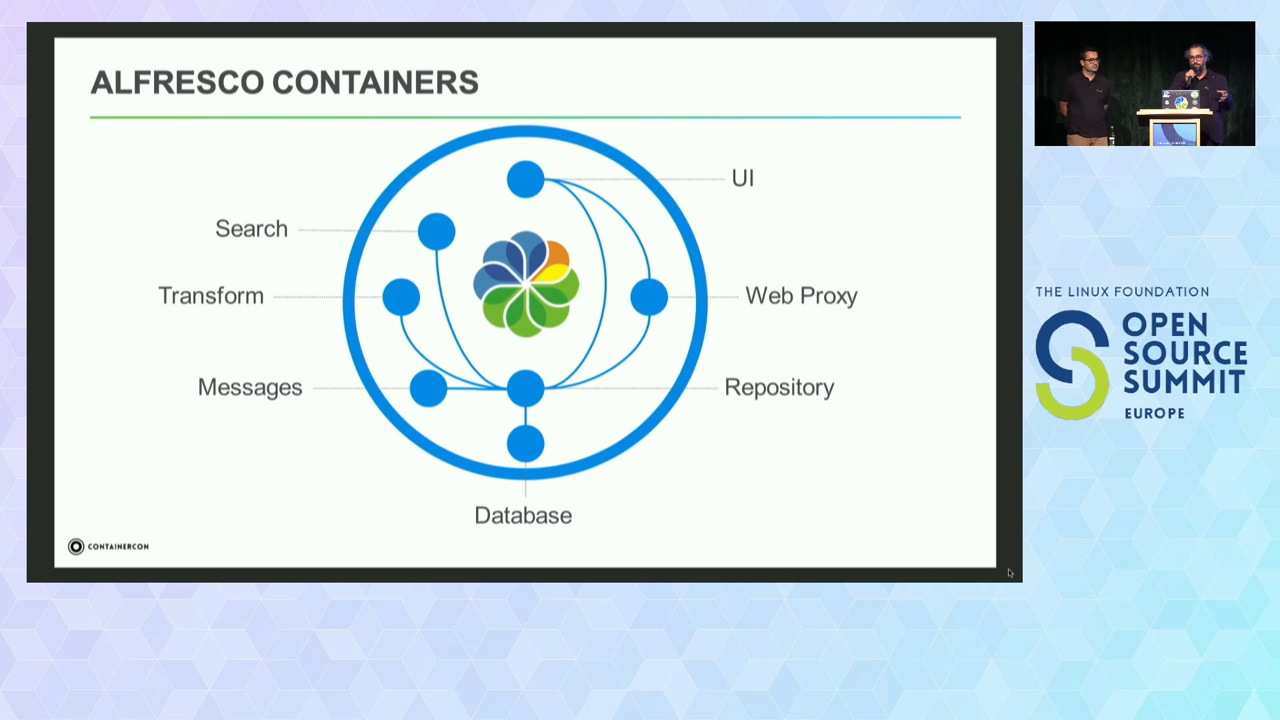 ALFRESCO CONTAINERS
UI
Search
Transform
Web Proxy
Messages
Repository
Database
CONTAINERCON
THE LINUX FOUNDATION
OPEN
SOURCE
SUMMIT
EUROPE